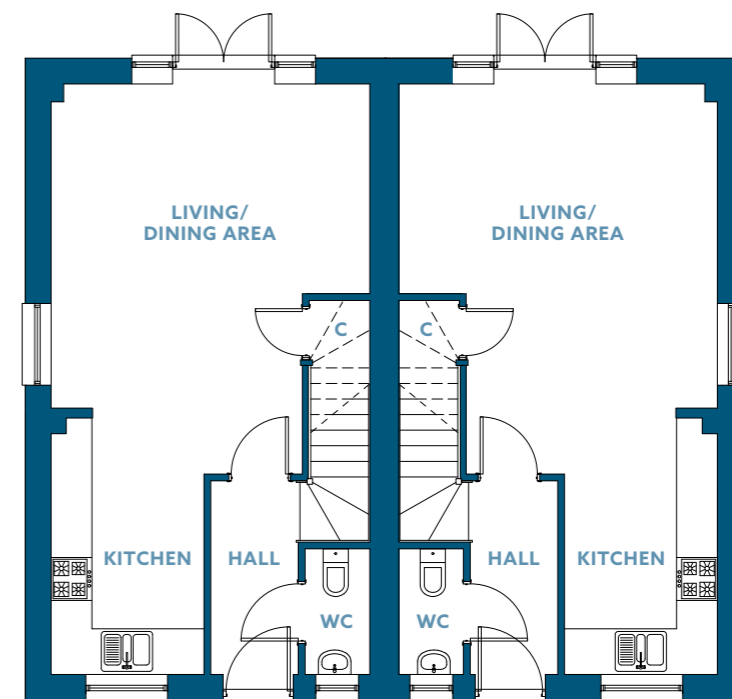 LIVING/
DINING AREA
LIVING/
DINING AREA
C
C
KITCHEN
HALL
WC
WC
HALL
KITCHEN